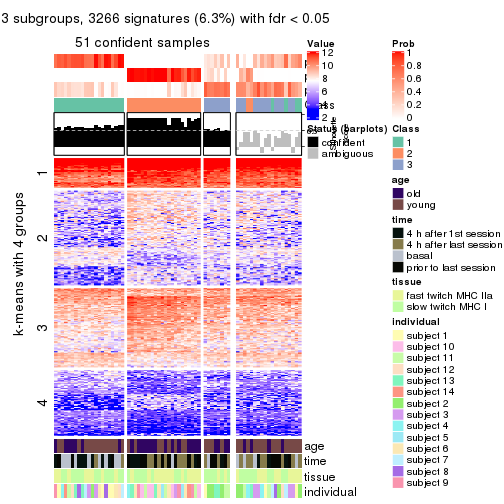 3 subgroups, 3266 signatures (6.3%) with fdr < 0.05
51 confident samples
k-means with 4 groups
1
2
3
4
age
time
tissue
individual
Value
12
10
8
6
4
2
Status (barplots)
confident
ambiguous
Prob
1
0.8
0.6
0.4
0.2
0
Class
1
2
3
age
old
young
time
4 h after 1st session
4 h after last session
basal
prior to last session
tissue
fast twitch MHC IIa
slow twitch MHC I
individual
subject 1
subject 10
subject 11
subject 12
subject 13
subject 14
subject 2
subject 3
subject 4
subject 5
subject 6
subject 7
subject 8
subject 9